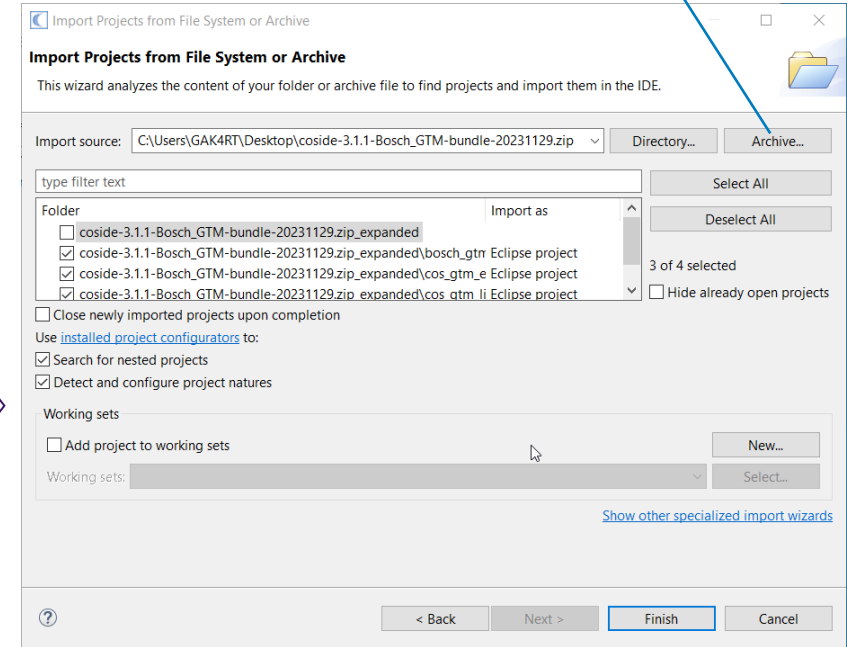 Import Projects from File System or Archive
Import Projects from File System or Archive
This wizard analyzes the content of your folder or archive file to find projects and import them in the IDE.
Import source: C:\Users\GAK4RT\Desktop\coside-3.1.1-Bosch_GTM-bundle-20231129.zip Directory... Archive...
type filter text Select All
Folder Import as
Deselect All
coside-3.1.1-Bosch_GTM-bundle-20231129.zip_expanded
coside-3.1.1-Bosch_GTM-bundle-20231129.zip_expanded\bosch_gtm Eclipse project
3 of 4 selected
coside-3.1.1-Bosch_GTM-bundle-20231129.zip_expanded\cos_gtm_e Eclipse project
coside-3.1.1-Bosch_GTM-bundle-20231129.zip_expanded\cos_gtm_li Eclipse project
Hide already open projects
Close newly imported projects upon completion
Use installed project configurators to:
Search for nested projects
Detect and configure project natures
Working sets
Add project to working sets New...
Working sets: Select...
Show other specialized import wizards
? < Back Next > Finish Cancel